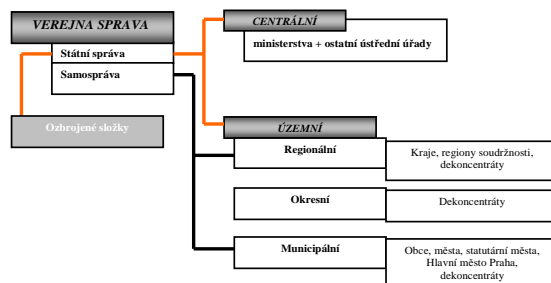 VEREJNA SPRAVA
Státní správa
Samospráva
Ozbrojené složky
CENTRÁLNÍ
ministerstva + ostatní ústřední úřady
ÚZEMNÍ
Regionální
Kraje, regiony soudržnosti,
dekoncentráty
Okresní
Dekoncentráty
Municipální
Obce, města, statutární města,
Hlavní město Praha,
dekoncentráty